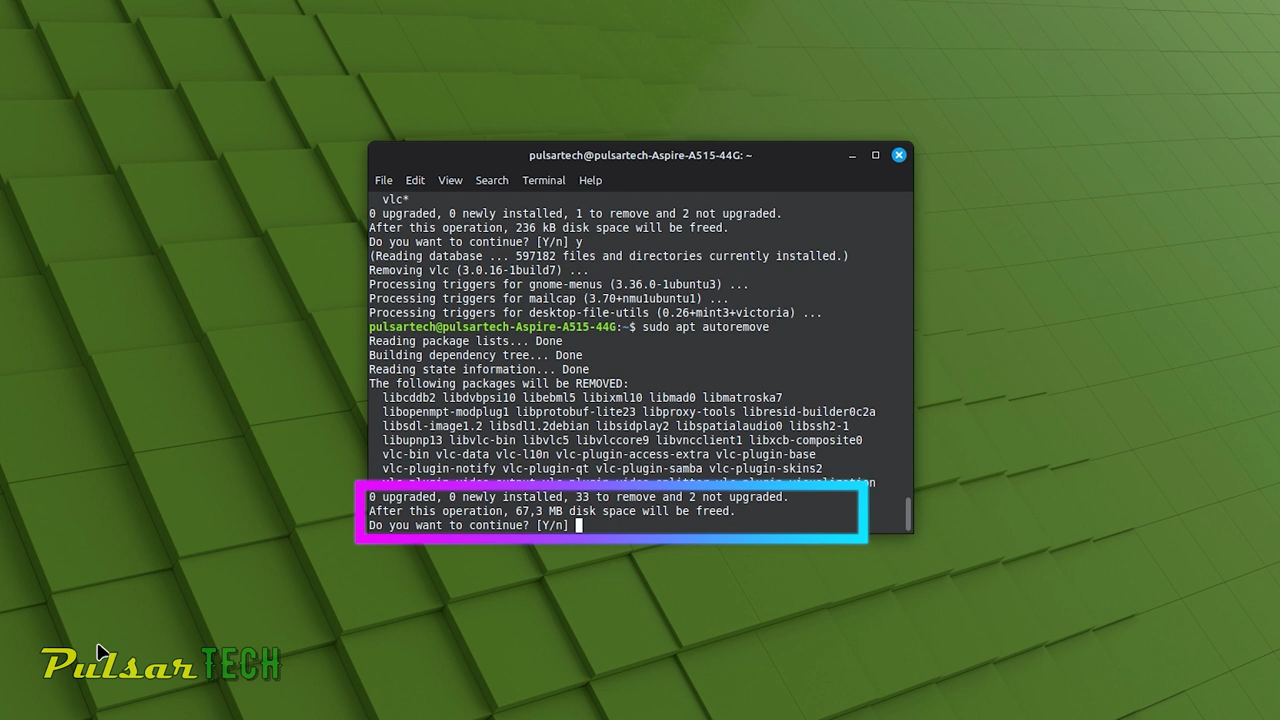 pulsartech@pulsartech-Aspire-A515-44G: ~
File Edit View Search Terminal Help
vlc*
0 upgraded, 0 newly installed, 1 to remove and 2 not upgraded.
After this operation, 236 kB disk space will be freed.
Do you want to continue? [Y/n] y
(Reading database ... 597182 files and directories currently installed.)
Removing vlc (3.0.16-1build7) ...
Processing triggers for gnome-menus (3.36.0-1ubuntu3) ...
Processing triggers for mailcap (3.70+nmu1ubuntu1) ...
Processing triggers for desktop-file-utils (0.26+mint3+victoria) ...
pulsartech@pulsartech-Aspire-A515-44G:~$ sudo apt autoremove
Reading package lists... Done
Building dependency tree... Done
Reading state information... Done
The following packages will be REMOVED:
libcddb2 libdvbpsi10 libebml5 libixml10 libmad0 libmatroska7
libopenmpt-modplug1 libprotobuf-lite23 libproxy-tools libresid-builder0c2a
libsdl-image1.2 libsdl1.2debian libsidplay2 libspatialaudio0 libssh2-1
libupnp13 libvlc-bin libvlc5 libvlccore9 libvncclient1 libxcb-composite0
vlc-bin vlc-data vlc-l10n vlc-plugin-access-extra vlc-plugin-base
vlc-plugin-notify vlc-plugin-qt vlc-plugin-samba vlc-plugin-skins2
0 upgraded, 0 newly installed, 33 to remove and 2 not upgraded.
After this operation, 67,3 MB disk space will be freed.
Do you want to continue? [Y/n]
Pulsar TECH